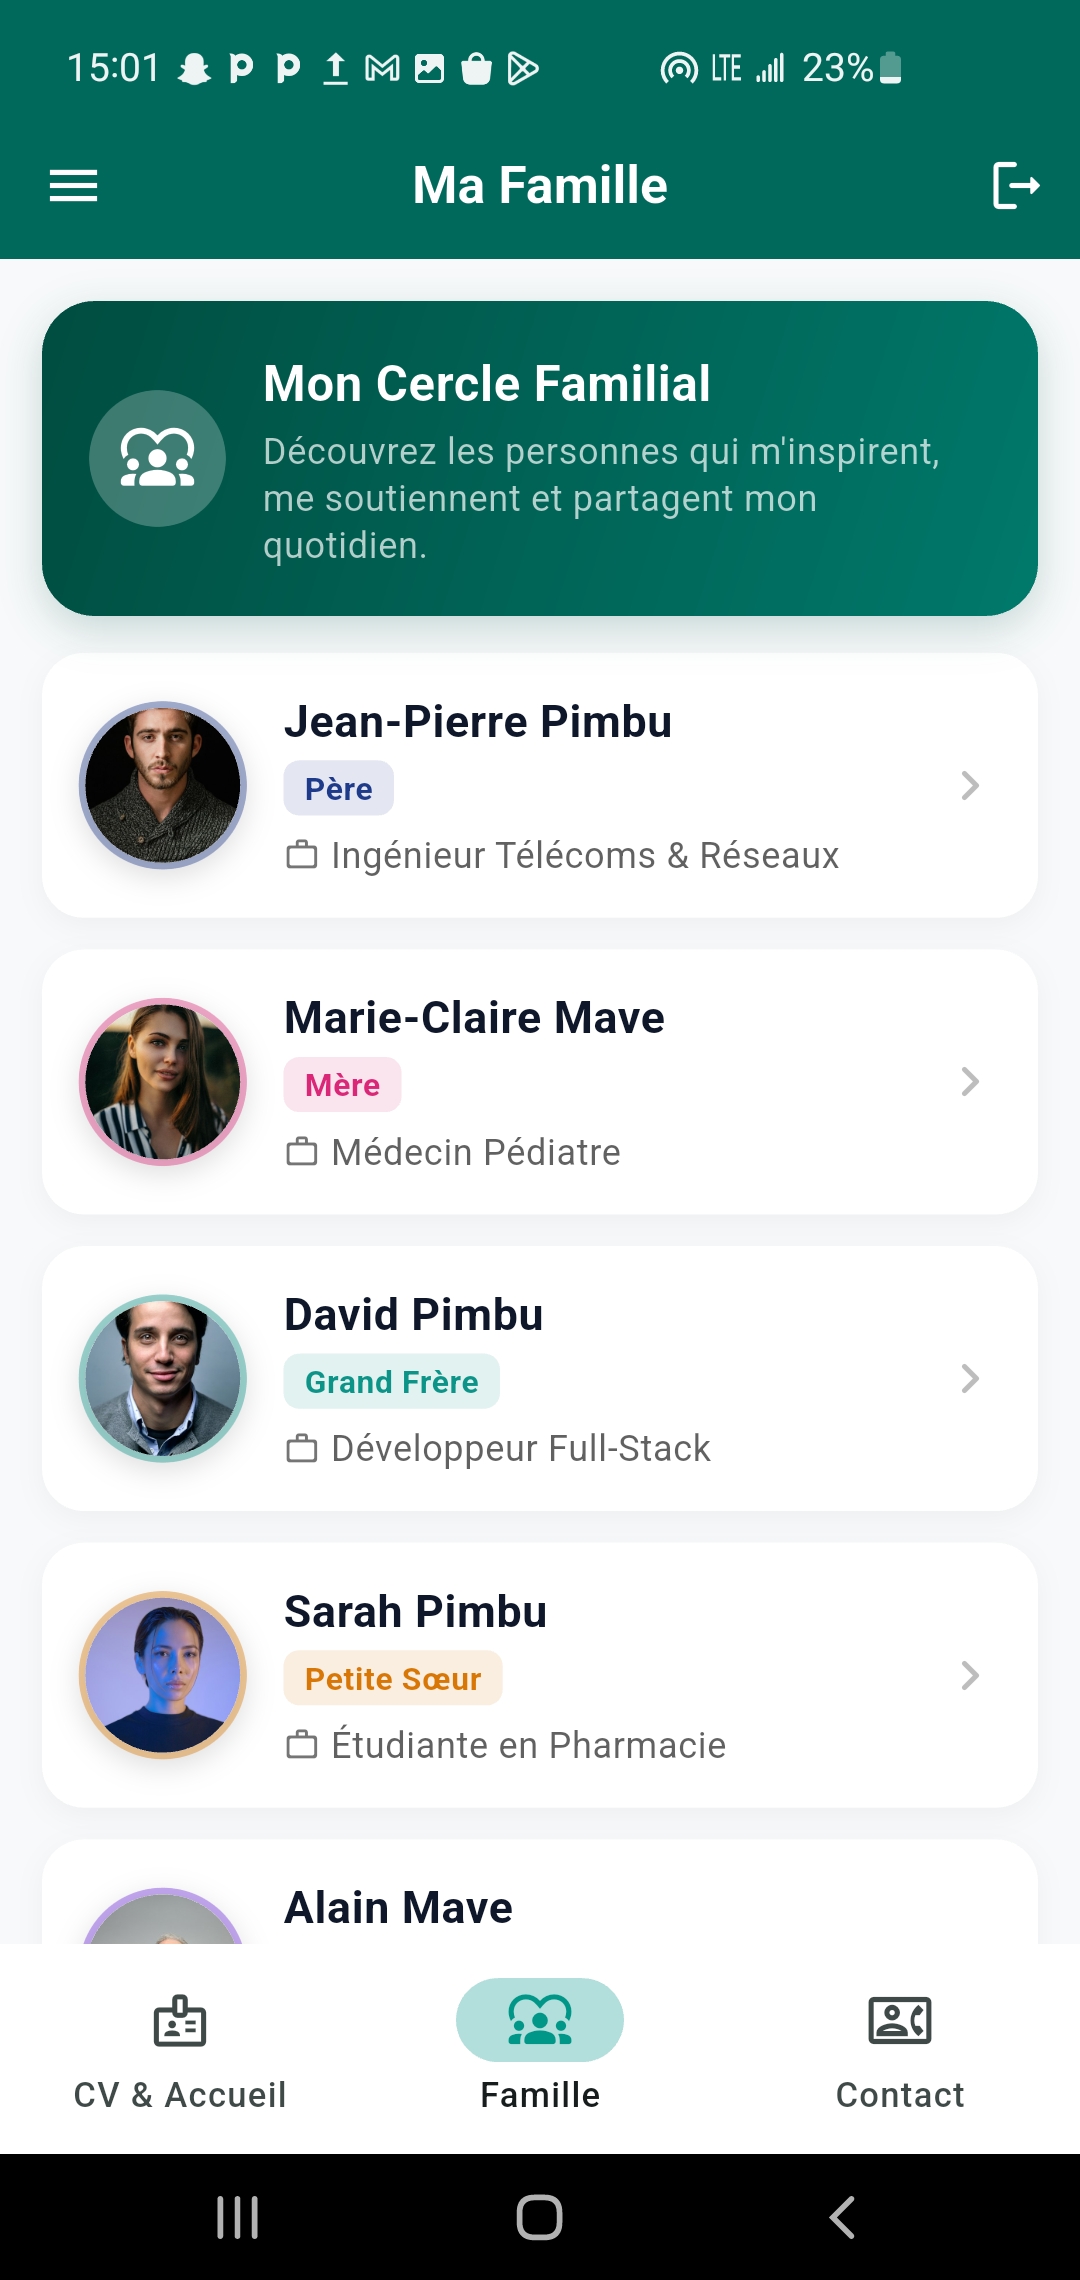 15:01 LTE 23%
Ma Famille
Mon Cercle Familial
Découvrez les personnes qui m'inspirent,
me soutiennent et partagent mon
quotidien.
Jean-Pierre Pimbu
Père
Ingénieur Télécoms & Réseaux
Marie-Claire Mave
Mère
Médecin Pédiatre
David Pimbu
Grand Frère
Développeur Full-Stack
Sarah Pimbu
Petite Sœur
Étudiante en Pharmacie
Alain Mave
CV & Accueil
Famille
Contact